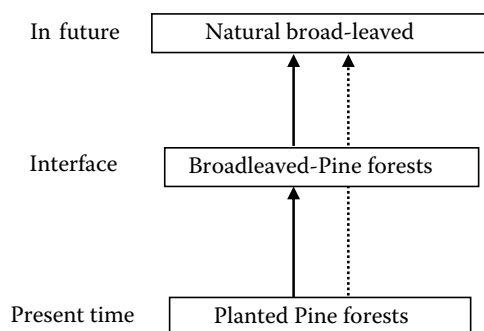 In future Natural broad-leaved
Interface Broadleaved-Pine forests
Present time Planted Pine forests